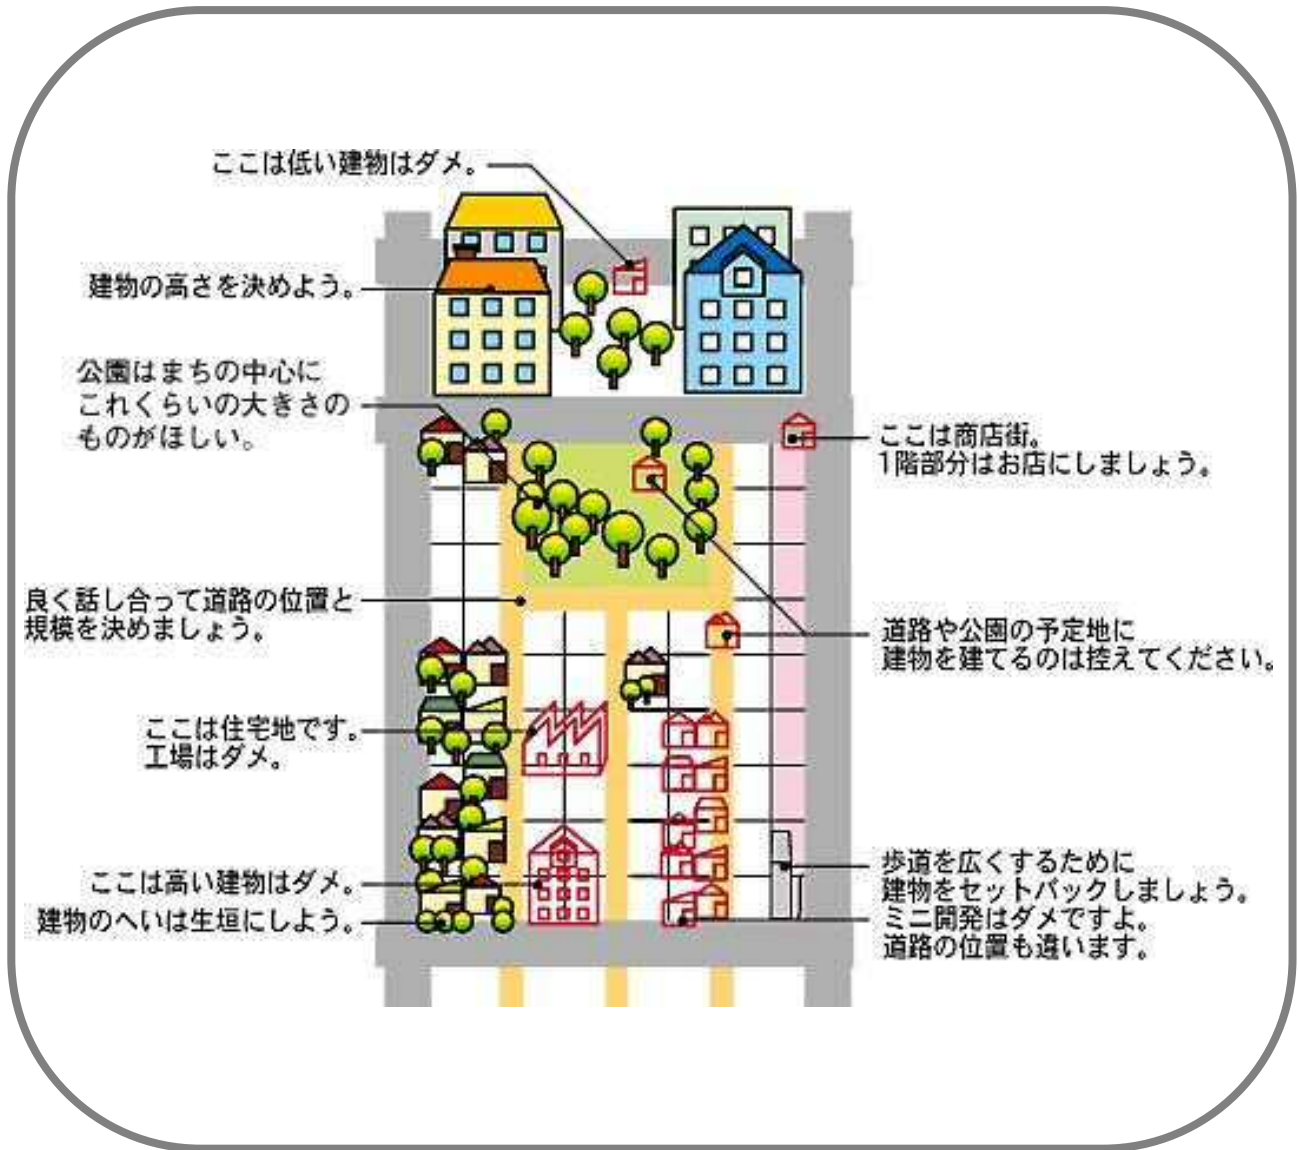 ここは低い建物はダメ。
建物の高さを決めよう。
公園はまちの中心に
これくらいの大きさの
ものがほしい。
ここは商店街。
1階部分はお店にしましょう。
良く話し合って道路の位置と
規模を決めましょう。
道路や公園の予定地に
建物を建てるのは控えてください。
ここは住宅地です。
工場はダメ。
ここは高い建物はダメ。
建物のへいは生垣にしよう。
歩道を広くするために
建物をセットバックしましょう。
ミニ開発はダメですよ。
道路の位置も違います。